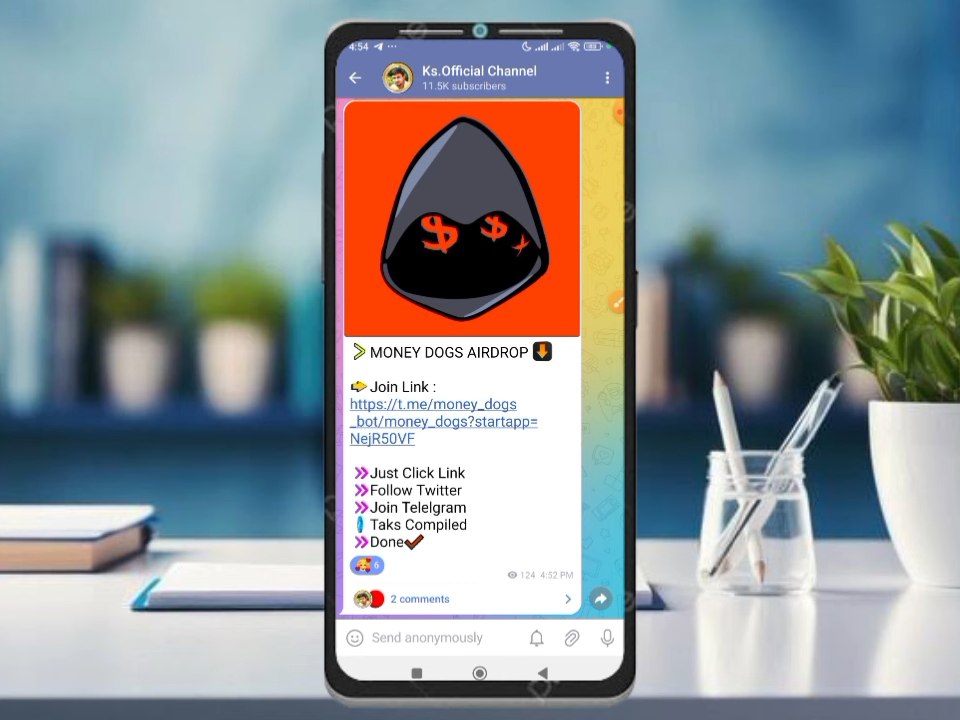 4:54
Ks.Official Channel
11.5K subscribers
$ $
MONEY DOGS AIRDROP
Join Link :
https://t.me/money_dogs
_bot/money_dogs?startapp=
NejR50VF
Just Click Link
Follow Twitter
Join Telelgram
Taks Compiled
Done
6
124 4:52 PM
2 comments
Send anonymously